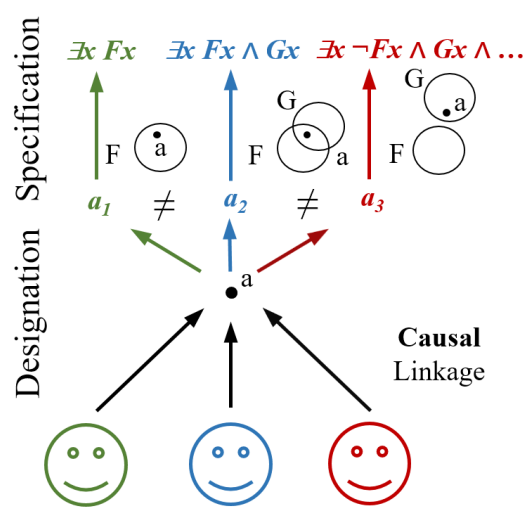 ∃x Fx ∃x Fx ∧ Gx ∃x ¬Fx ∧ Gx ∧ …
Specification
G
a
G
F a
F a
F
a₁ ≠ a₂ ≠ a₃
Designation
a
Causal
Linkage